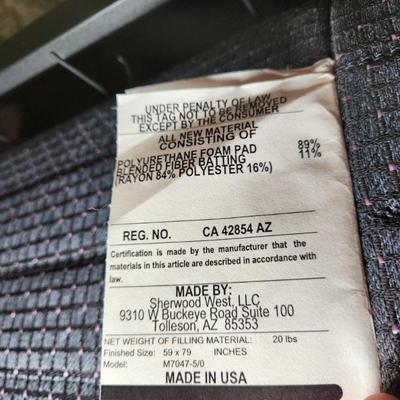 UNDER PENALTY OF LAW
THIS TAG NOT TO BE REMOVED
EXCEPT BY THE CONSUMER
ALL NEW MATERIAL
CONSISTING OF
POLYURETHANE FOAM PAD 89%
BLENDED FIBER BATTING 11%
(RAYON 84% POLYESTER 16%)
REG. NO. CA 42854 AZ
Certification is made by the manufacturer that the
materials in this article are described in accordance with
law.
MADE BY:
Sherwood West, LLC
9310 W Buckeye Road Suite 100
Tolleson, AZ 85353
NET WEIGHT OF FILLING MATERIAL: 20 lbs
Finished Size: 59 x 79 INCHES
Model: M7047-5/0
MADE IN USA